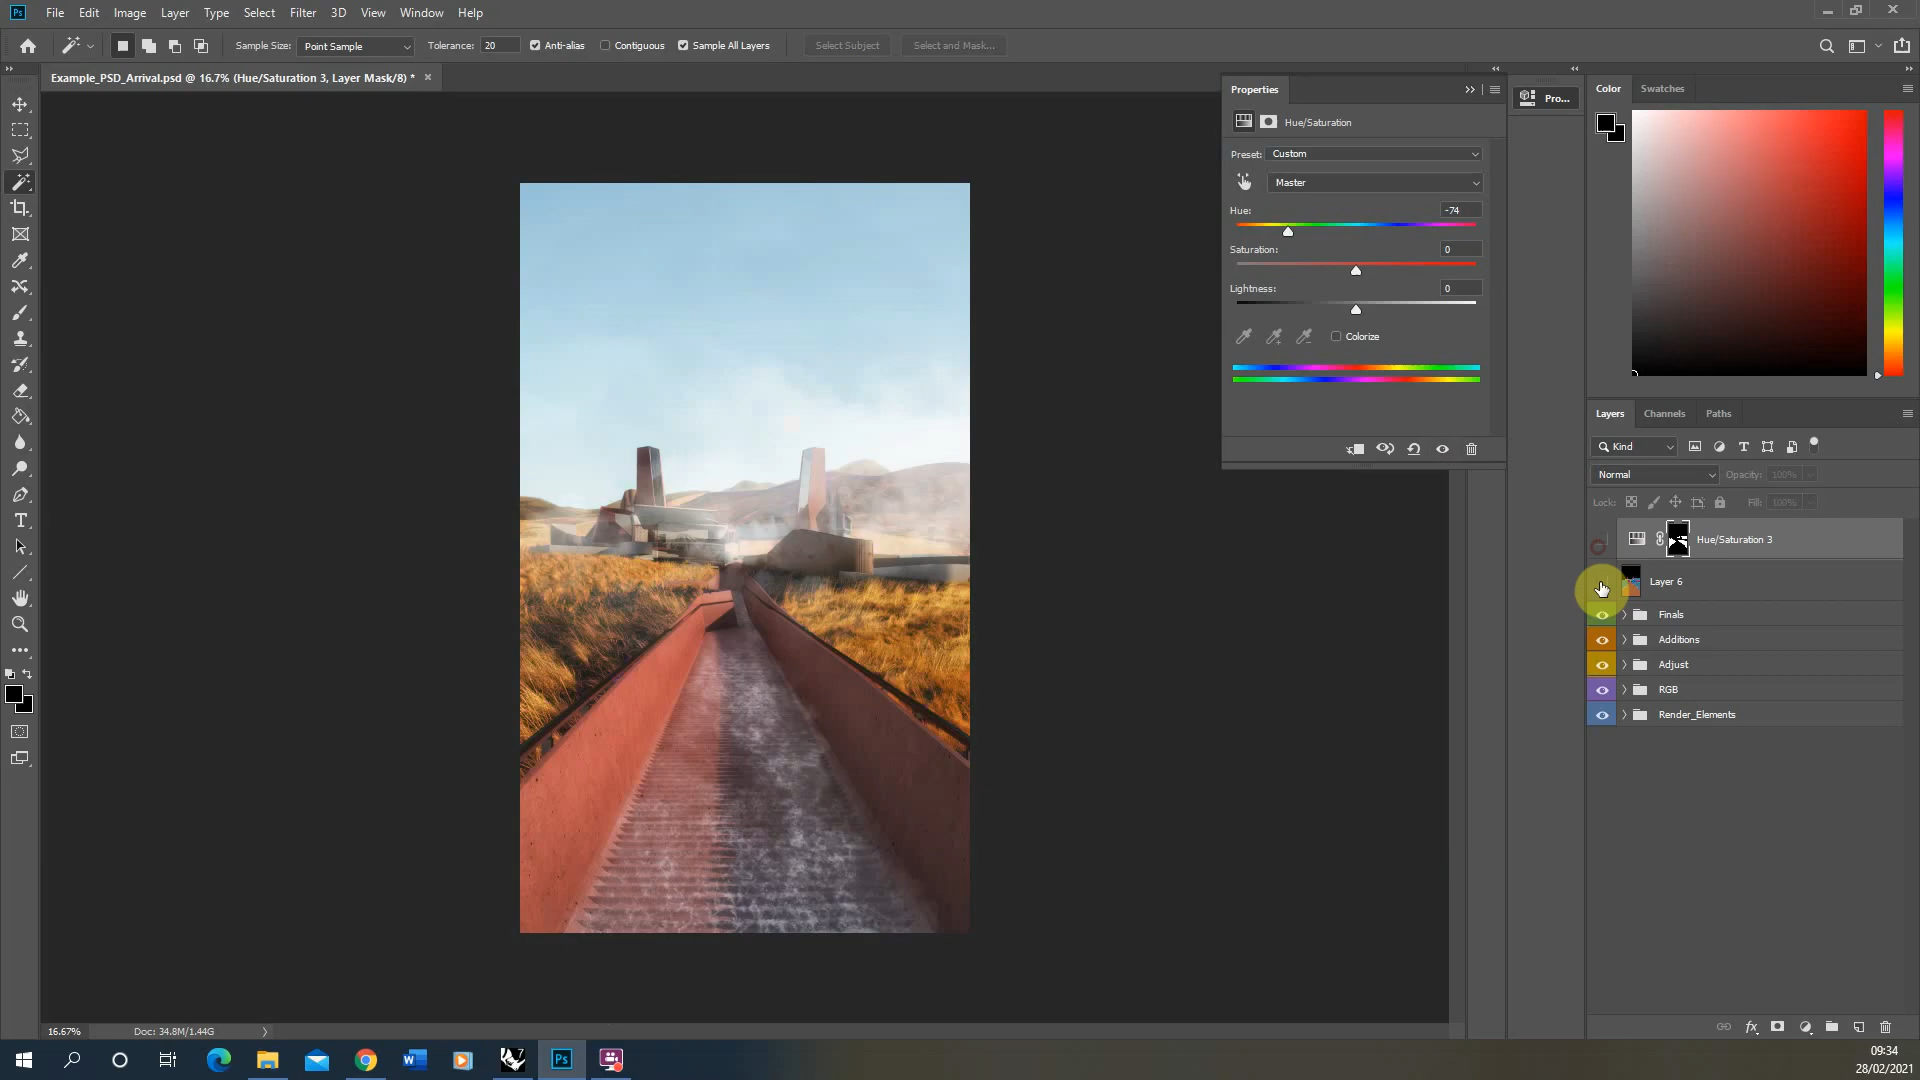 Ps File Edit Image Layer Type Select Filter 3D View Window Help
Sample Size: Point Sample Tolerance: 20 Anti-alias Contiguous Sample All Layers Select Subject Select and Mask...
Example_PSD_Arrival.psd @ 16.7% (Hue/Saturation 3, Layer Mask/8) *
Properties
Pro...
Color Swatches
Hue/Saturation
Preset: Custom
Master
Hue: -74
Saturation: 0
Lightness: 0
Colorize
Layers Channels Paths
Kind
Normal Opacity: 100%
Lock: Fill: 100%
Hue/Saturation 3
Layer 6
Finals
Additions
Adjust
RGB
Render_Elements
16.67% Doc: 34.8M/1.44G
W 7 Ps
09:34
28/02/2021